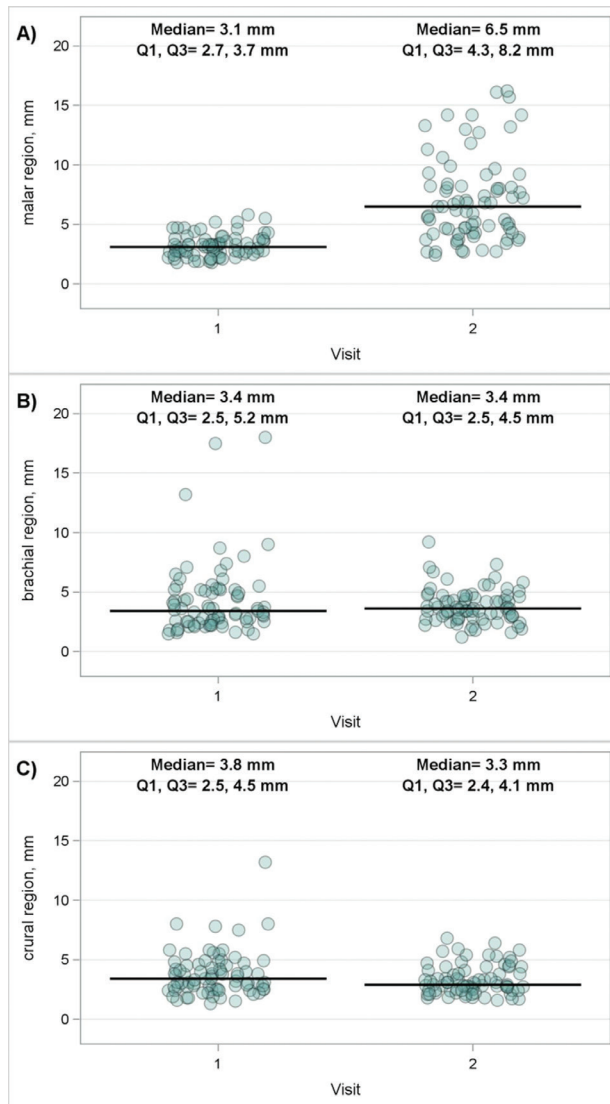 A)
Median= 3.1 mm
Q1, Q3= 2.7, 3.7 mm
Median= 6.5 mm
Q1, Q3= 4.3, 8.2 mm
20
15
10
5
0
malar region, mm
1
2
Visit
B)
Median= 3.4 mm
Q1, Q3= 2.5, 5.2 mm
Median= 3.4 mm
Q1, Q3= 2.5, 4.5 mm
20
15
10
5
0
brachial region, mm
1
2
Visit
C)
Median= 3.8 mm
Q1, Q3= 2.5, 4.5 mm
Median= 3.3 mm
Q1, Q3= 2.4, 4.1 mm
20
15
10
5
0
crural region, mm
1
2
Visit